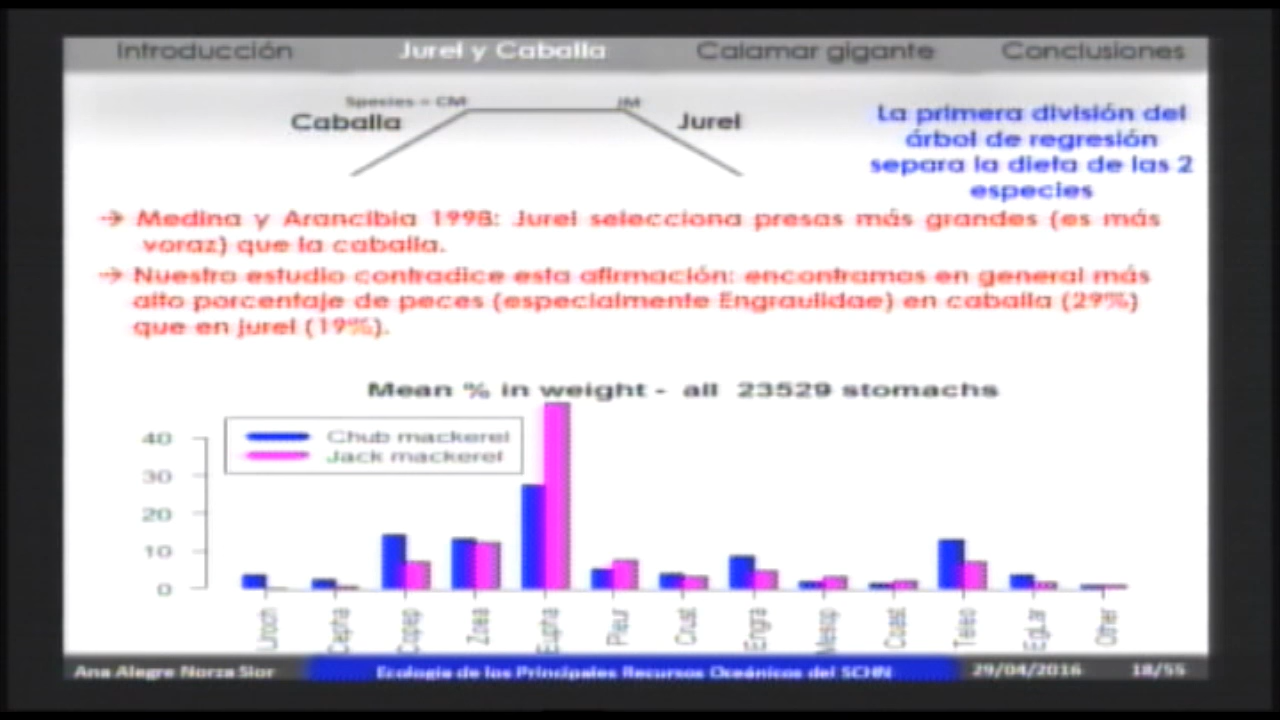 Introducción Jurel y Caballa Calamar gigante Conclusiones
Species = CM JM
Caballa Jurel
La primera división del
árbol de regresión
separa la dieta de las 2
especies
→ Medina y Arancibia 1998: Jurel selecciona presas más grandes (es más
voraz) que la caballa.
→ Nuestro estudio contradice esta afirmación: encontramos en general más
alto porcentaje de peces (especialmente Engraulidae) en caballa (29%)
que en jurel (19%).
Mean % in weight - all 23529 stomachs
Chub mackerel
Jack mackerel
40
30
20
10
0
Uroch Cepha Copep Zoea Eupha Pleur Crust Engra Mesop Coast Teleo EgLar Other
Ana Alegre Norza Sior Ecología de los Principales Recursos Oceánicos del SCHN 29/04/2016 18/55